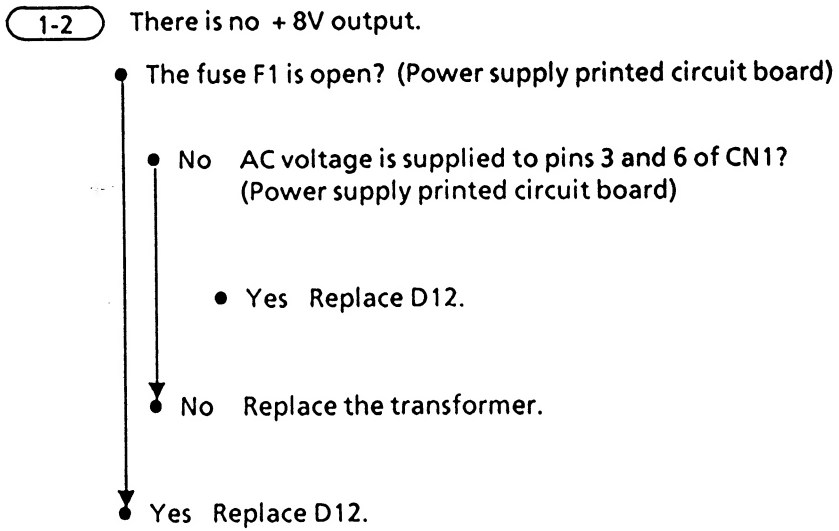 1-2 There is no + 8V output.
The fuse F1 is open? (Power supply printed circuit board)
No AC voltage is supplied to pins 3 and 6 of CN1?
(Power supply printed circuit board)
Yes Replace D12.
No Replace the transformer.
Yes Replace D12.